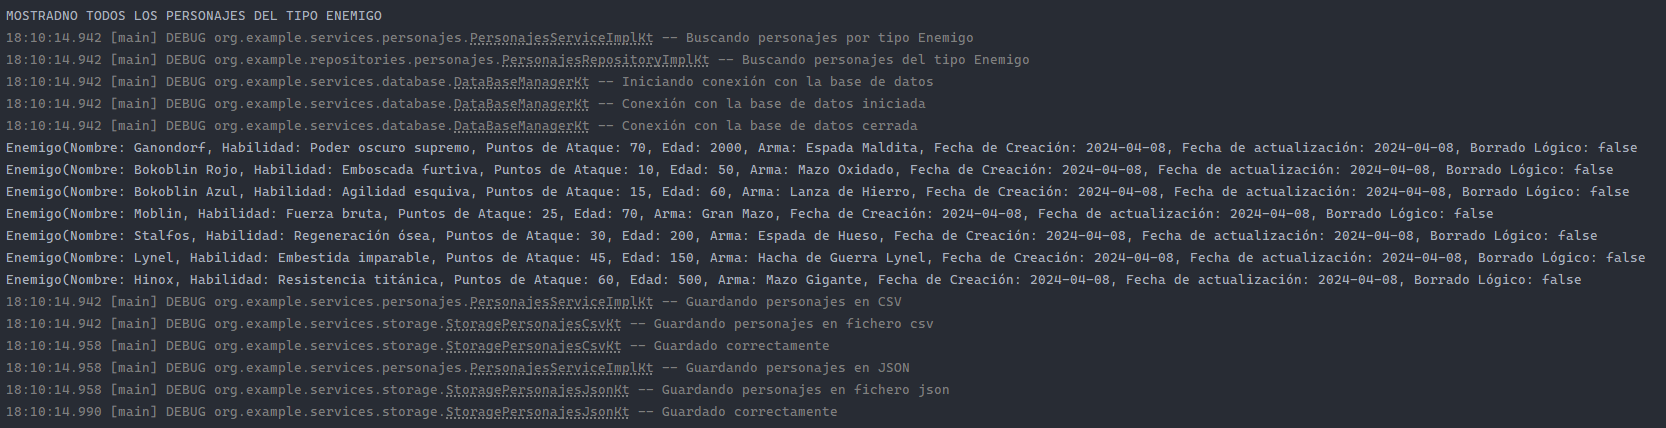 MOSTRADNO TODOS LOS PERSONAJES DEL TIPO ENEMIGO
18:10:14.942 [main] DEBUG org.example.services.personajes.PersonajesServiceImplKt -- Buscando personajes por tipo Enemigo
18:10:14.942 [main] DEBUG org.example.repositories.personajes.PersonajesRepositoryImplKt -- Buscando personajes del tipo Enemigo
18:10:14.942 [main] DEBUG org.example.services.database.DataBaseManagerKt -- Iniciando conexión con la base de datos
18:10:14.942 [main] DEBUG org.example.services.database.DataBaseManagerKt -- Conexión con la base de datos iniciada
18:10:14.942 [main] DEBUG org.example.services.database.DataBaseManagerKt -- Conexión con la base de datos cerrada
Enemigo(Nombre: Ganondorf, Habilidad: Poder oscuro supremo, Puntos de Ataque: 70, Edad: 2000, Arma: Espada Maldita, Fecha de Creación: 2024-04-08, Fecha de actualización: 2024-04-08, Borrado Lógico: false
Enemigo(Nombre: Bokoblin Rojo, Habilidad: Emboscada furtiva, Puntos de Ataque: 10, Edad: 50, Arma: Mazo Oxidado, Fecha de Creación: 2024-04-08, Fecha de actualización: 2024-04-08, Borrado Lógico: false
Enemigo(Nombre: Bokoblin Azul, Habilidad: Agilidad esquiva, Puntos de Ataque: 15, Edad: 60, Arma: Lanza de Hierro, Fecha de Creación: 2024-04-08, Fecha de actualización: 2024-04-08, Borrado Lógico: false
Enemigo(Nombre: Moblin, Habilidad: Fuerza bruta, Puntos de Ataque: 25, Edad: 70, Arma: Gran Mazo, Fecha de Creación: 2024-04-08, Fecha de actualización: 2024-04-08, Borrado Lógico: false
Enemigo(Nombre: Stalfos, Habilidad: Regeneración ósea, Puntos de Ataque: 30, Edad: 200, Arma: Espada de Hueso, Fecha de Creación: 2024-04-08, Fecha de actualización: 2024-04-08, Borrado Lógico: false
Enemigo(Nombre: Lynel, Habilidad: Embestida imparable, Puntos de Ataque: 45, Edad: 150, Arma: Hacha de Guerra Lynel, Fecha de Creación: 2024-04-08, Fecha de actualización: 2024-04-08, Borrado Lógico: false
Enemigo(Nombre: Hinox, Habilidad: Resistencia titánica, Puntos de Ataque: 60, Edad: 500, Arma: Mazo Gigante, Fecha de Creación: 2024-04-08, Fecha de actualización: 2024-04-08, Borrado Lógico: false
18:10:14.942 [main] DEBUG org.example.services.personajes.PersonajesServiceImplKt -- Guardando personajes en CSV
18:10:14.942 [main] DEBUG org.example.services.storage.StoragePersonajesCsvKt -- Guardando personajes en fichero csv
18:10:14.958 [main] DEBUG org.example.services.storage.StoragePersonajesCsvKt -- Guardado correctamente
18:10:14.958 [main] DEBUG org.example.services.personajes.PersonajesServiceImplKt -- Guardando personajes en JSON
18:10:14.958 [main] DEBUG org.example.services.storage.StoragePersonajesJsonKt -- Guardando personajes en fichero json
18:10:14.990 [main] DEBUG org.example.services.storage.StoragePersonajesJsonKt -- Guardado correctamente